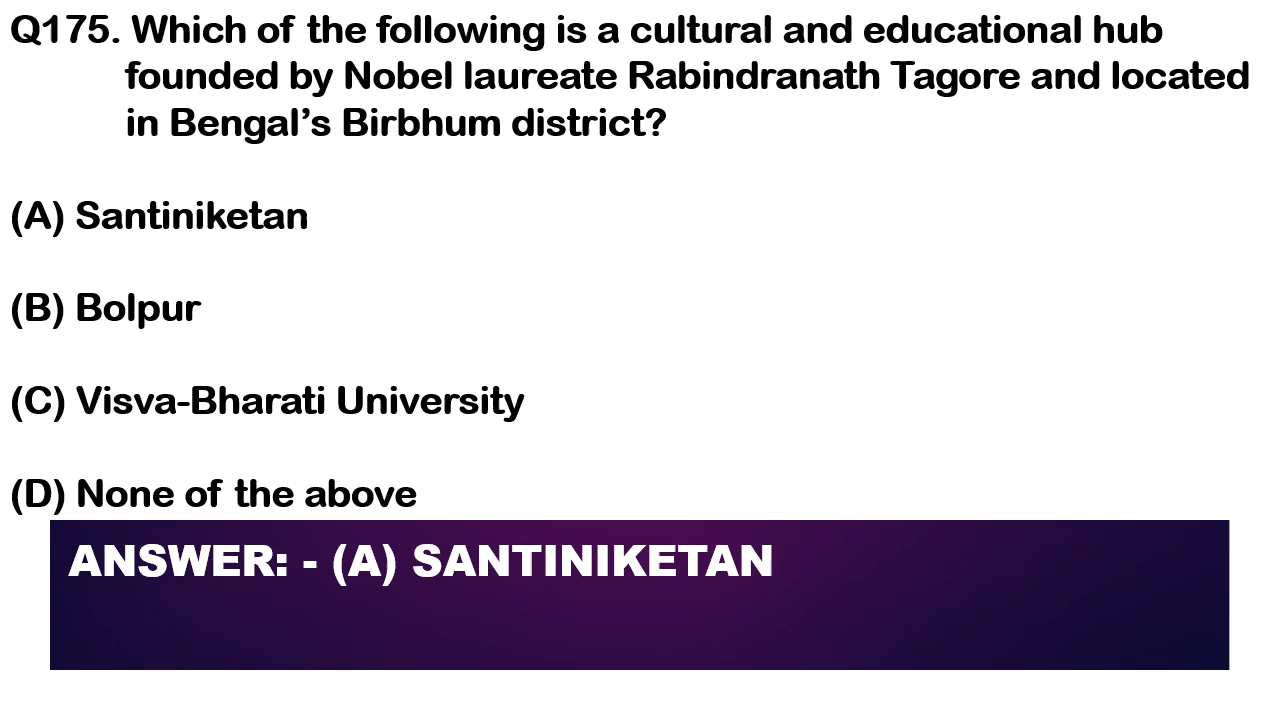 Q175. Which of the following is a cultural and educational hub
founded by Nobel laureate Rabindranath Tagore and located
in Bengal’s Birbhum district?
(A) Santiniketan
(B) Bolpur
(C) Visva-Bharati University
(D) None of the above
ANSWER: - (A) SANTINIKETAN